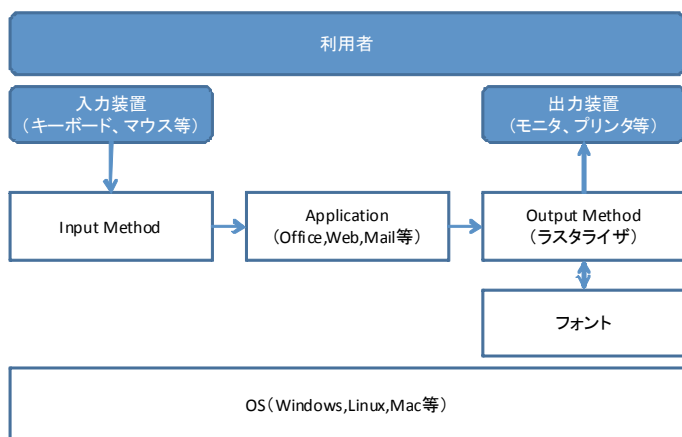 利用者
入力装置
（キーボード、マウス等）
出力装置
（モニタ、プリンタ等）
Input Method
Application
（Office,Web,Mail等）
Output Method
（ラスタライザ）
フォント
OS（Windows,Linux,Mac等）